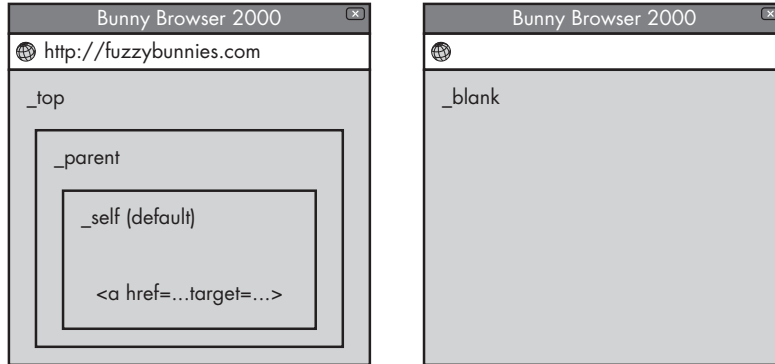 Bunny Browser 2000
http://fuzzybunnies.com
_top
_parent
_self (default)
<a href=...target=...>
Bunny Browser 2000
_blank